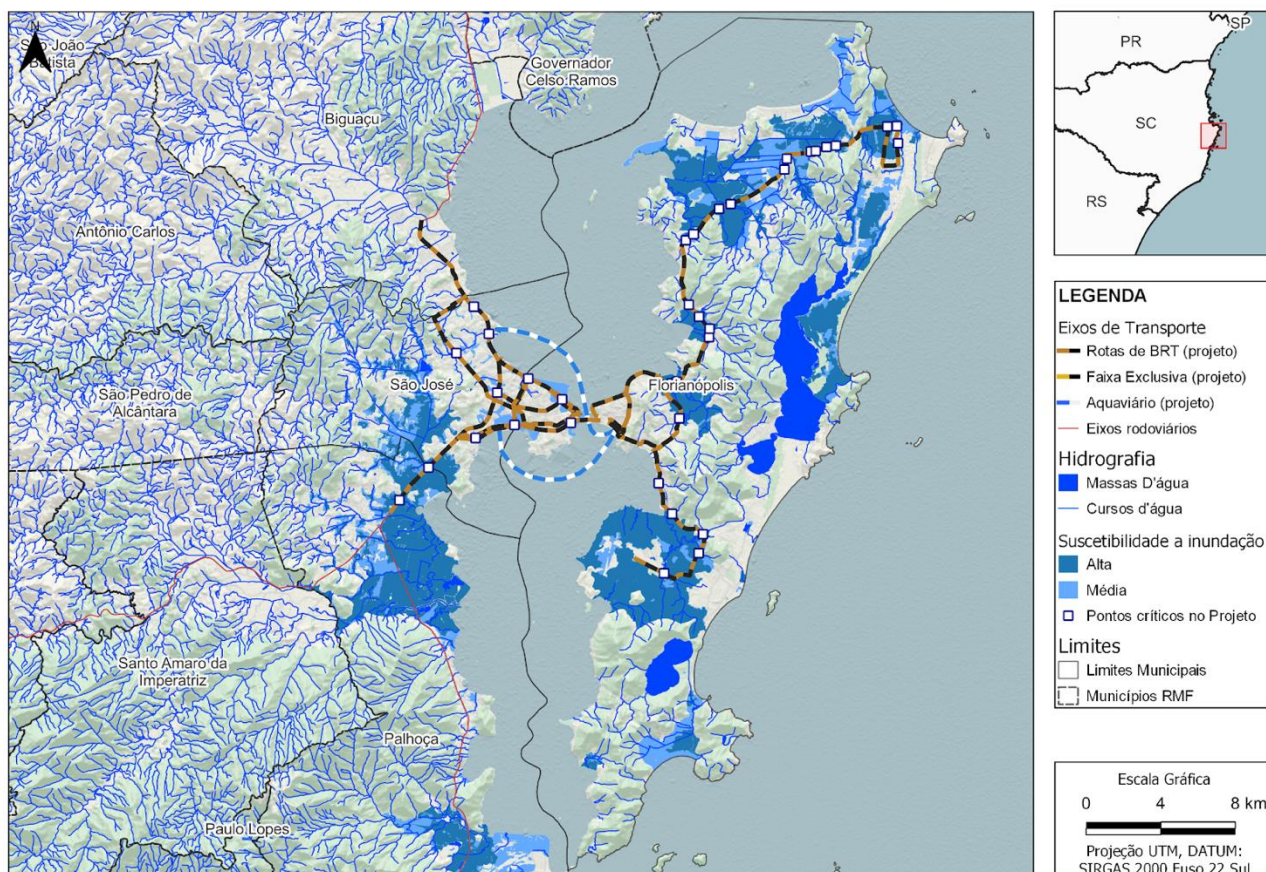 N
São João
Batista
Governador
Celso Ramos
Biguaçu
Antônio Carlos
São José
Florianópolis
São Pedro de
Alcântara
Santo Amaro da
Imperatriz
Palhoça
Paulo Lopes
SP
PR
SC
RS
LEGENDA
Eixos de Transporte
Rotas de BRT (projeto)
Faixa Exclusiva (projeto)
Aquaviário (projeto)
Eixos rodoviários
Hidrografia
Massas D'água
Cursos d'água
Suscetibilidade a inundação
Alta
Média
Pontos críticos no Projeto
Limites
Limites Municipais
Municípios RMF
Escala Gráfica
0 4 8 km
Projeção UTM, DATUM:
SIRGAS 2000 Fuso 22 Sul